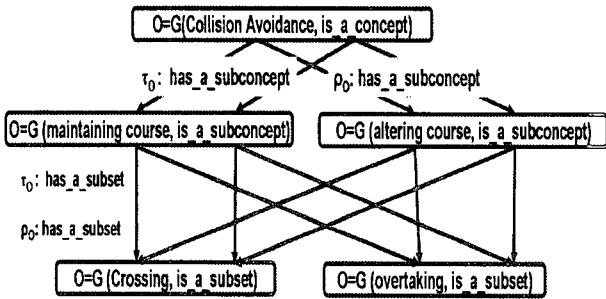 O=G(Collision Avoidance, is_a_concept)
τ0: has_a_subconcept ρ0: has_a_subconcept
O=G (maintaining course, is_a_subconcept) O=G (altering course, is_a_subconcept)
τ0: has_a_subset
ρ0: has_a_subset
O=G (Crossing, is_a_subset) O=G (overtaking, is_a_subset)